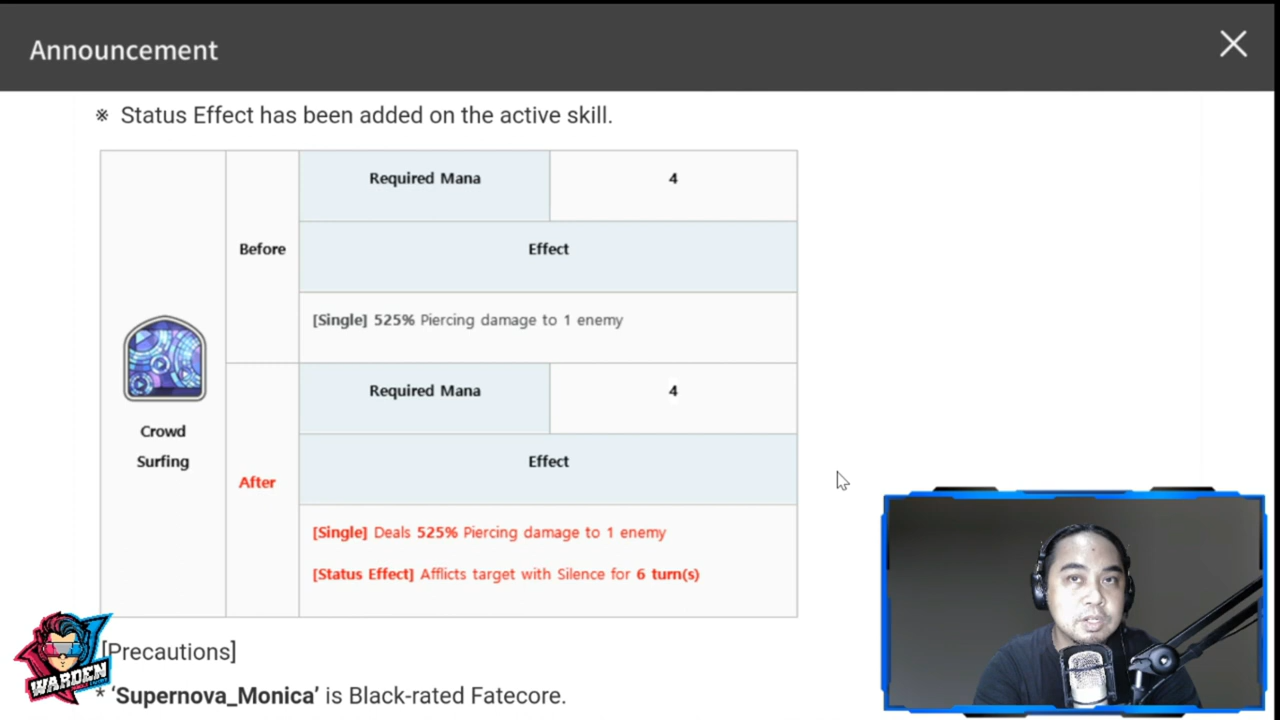 Announcement
※ Status Effect has been added on the active skill.
Required Mana 4
Before
Effect
[Single] 525% Piercing damage to 1 enemy
Crowd
Surfing
Required Mana 4
After
Effect
[Single] Deals 525% Piercing damage to 1 enemy
[Status Effect] Afflicts target with Silence for 6 turn(s)
[Precautions]
* ‘Supernova_Monica’ is Black-rated Fatecore.
WARDEN